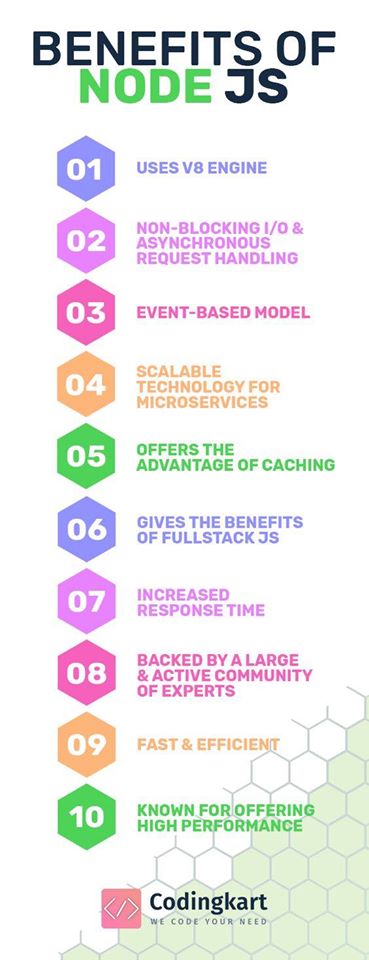 BENEFITS OF
NODE JS
01
USES V8 ENGINE
02
NON-BLOCKING I/O &
ASYNCHRONOUS
REQUEST HANDLING
03
EVENT-BASED MODEL
04
SCALABLE
TECHNOLOGY FOR
MICROSERVICES
05
OFFERS THE
ADVANTAGE OF CACHING
06
GIVES THE BENEFITS
OF FULLSTACK JS
07
INCREASED
RESPONSE TIME
08
BACKED BY A LARGE
& ACTIVE COMMUNITY
OF EXPERTS
09
FAST & EFFICIENT
10
KNOWN FOR OFFERING
HIGH PERFORMANCE
</>
Codingkart
WE CODE YOUR NEED